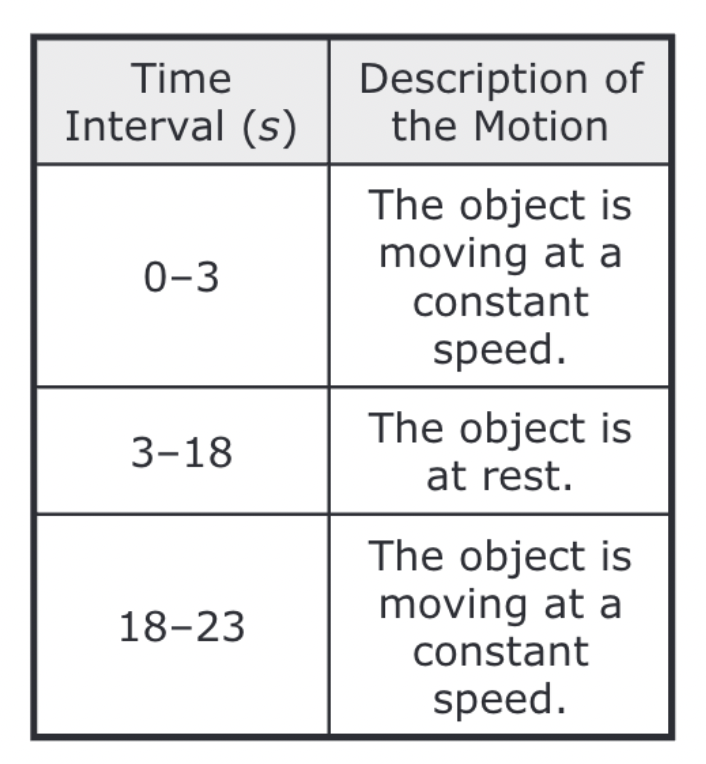 Time
Interval (s)
Description of
the Motion
0–3
The object is
moving at a
constant
speed.
3–18
The object is
at rest.
18–23
The object is
moving at a
constant
speed.